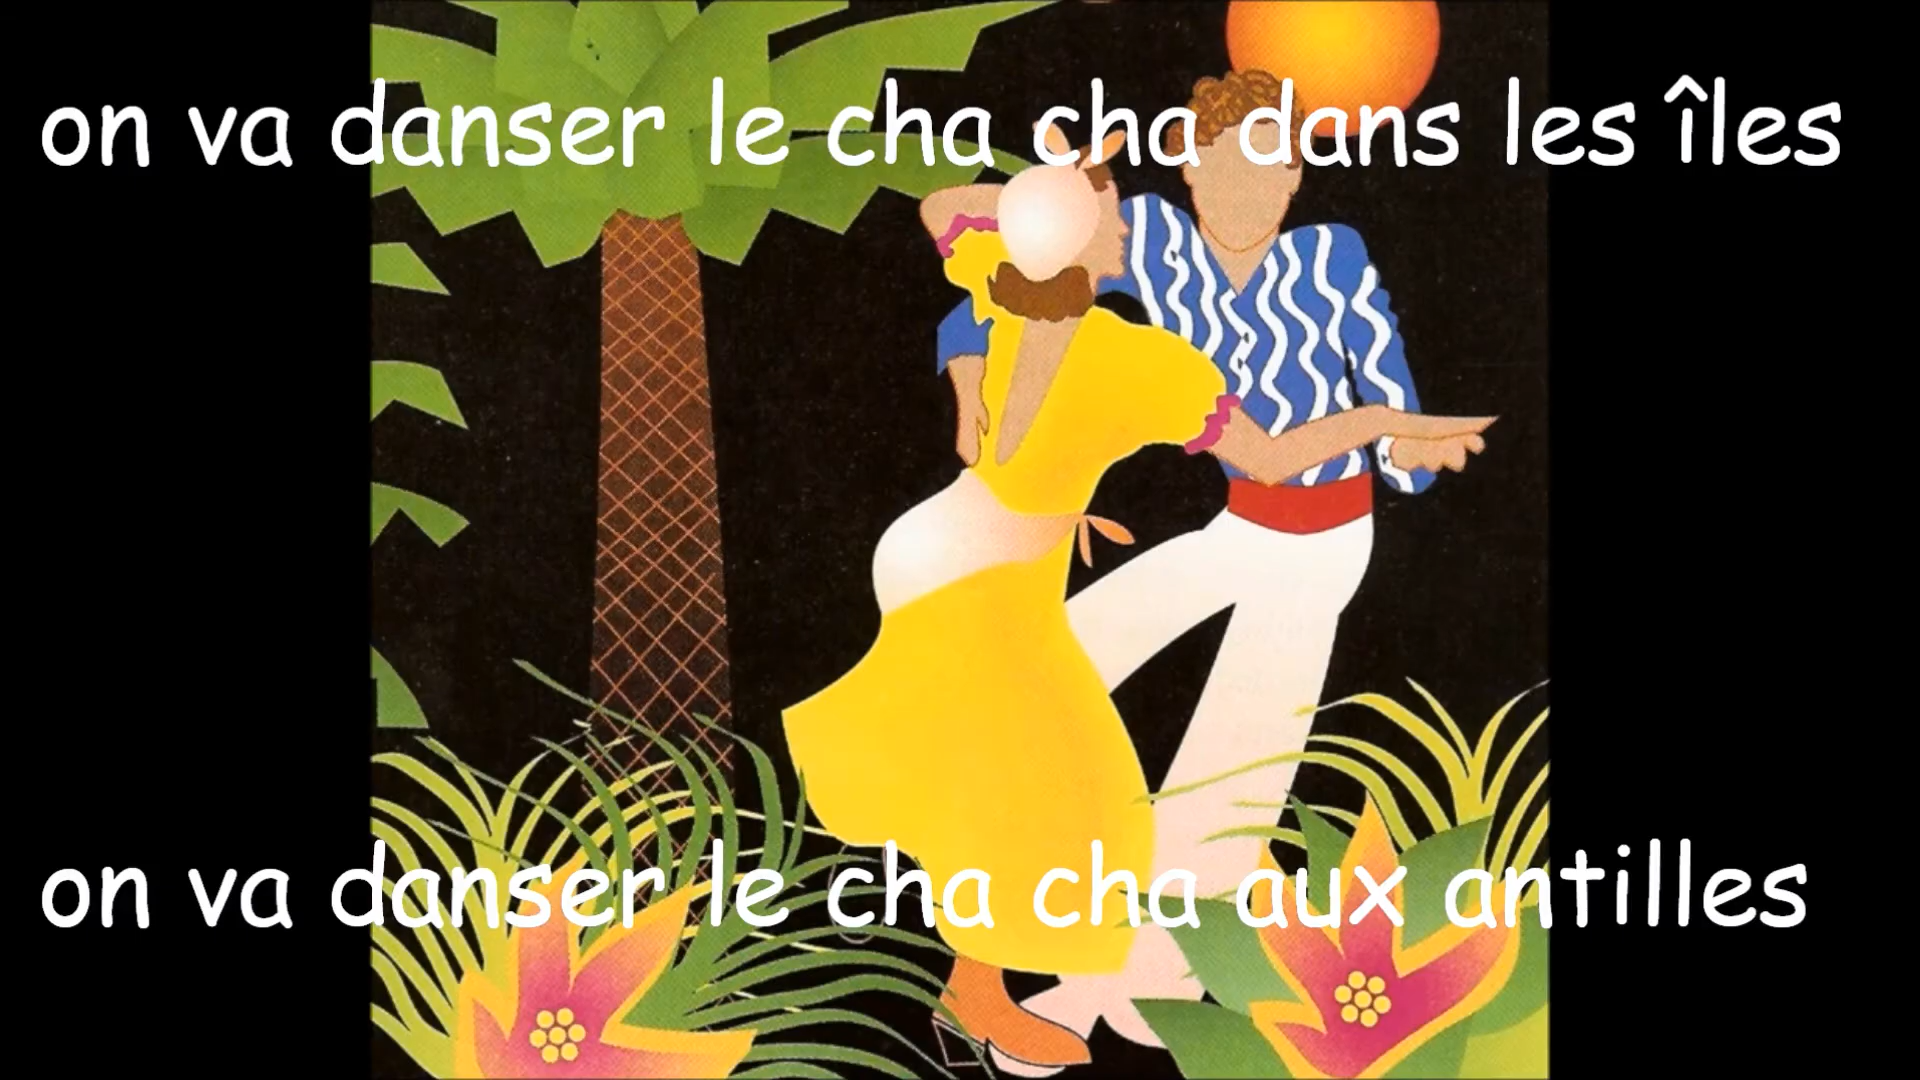 on va danser le cha cha dans les îles
on va danser le cha cha aux antilles